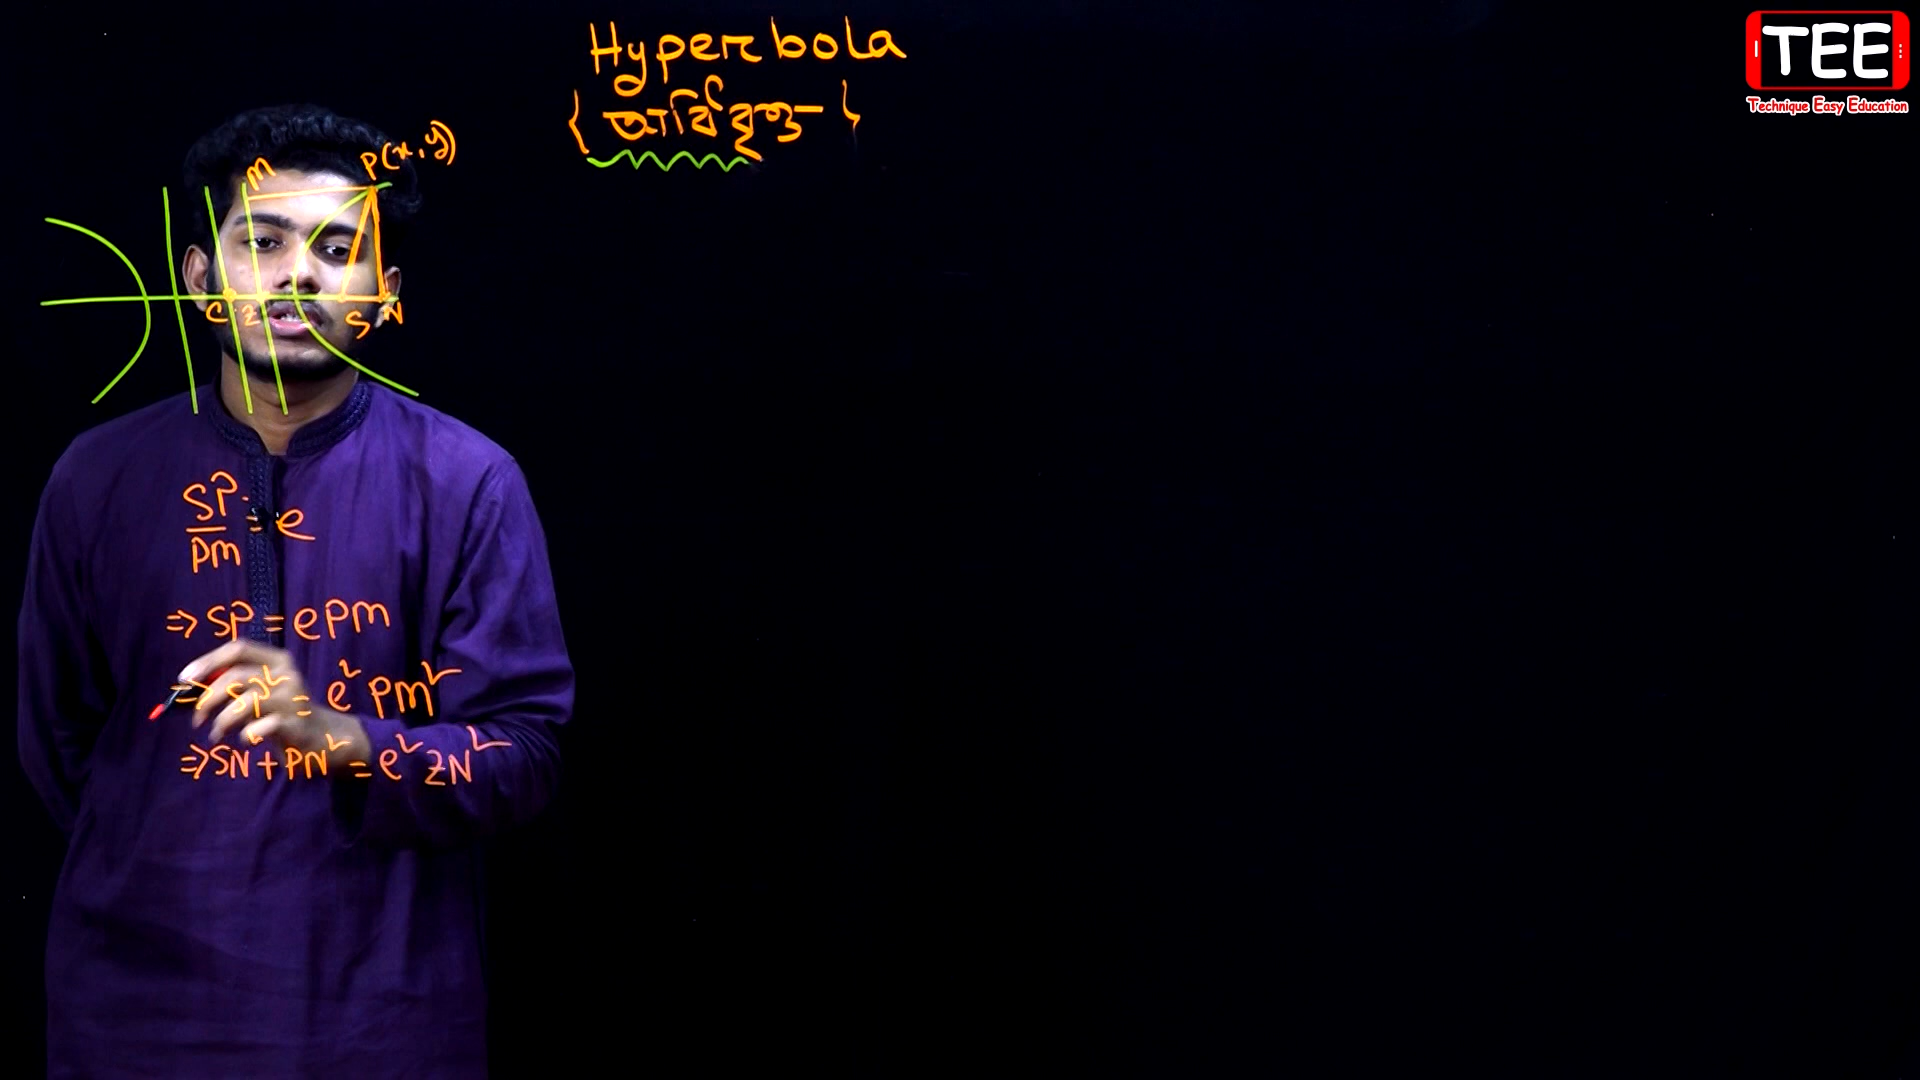 Hyperbola
{ অধিবৃত্ত }
TEE
Technique Easy Education
M P(x, y)
C Z S N
SP/PM = e
⇒ SP = ePM
⇒ SP² = e² PM²
⇒ SN² + PN² = e² ZN²